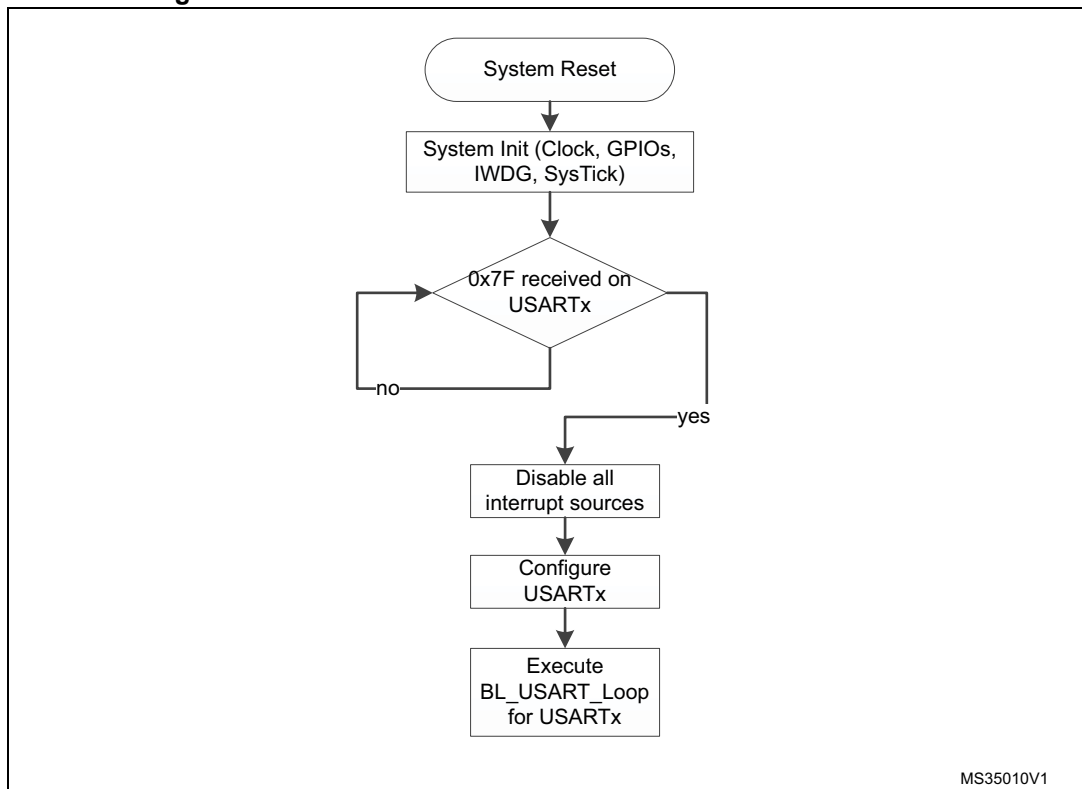 System Reset
System Init (Clock, GPIOs,
IWDG, SysTick)
0x7F received on
USARTx
no
yes
Disable all
interrupt sources
Configure
USARTx
Execute
BL_USART_Loop
for USARTx
MS35010V1